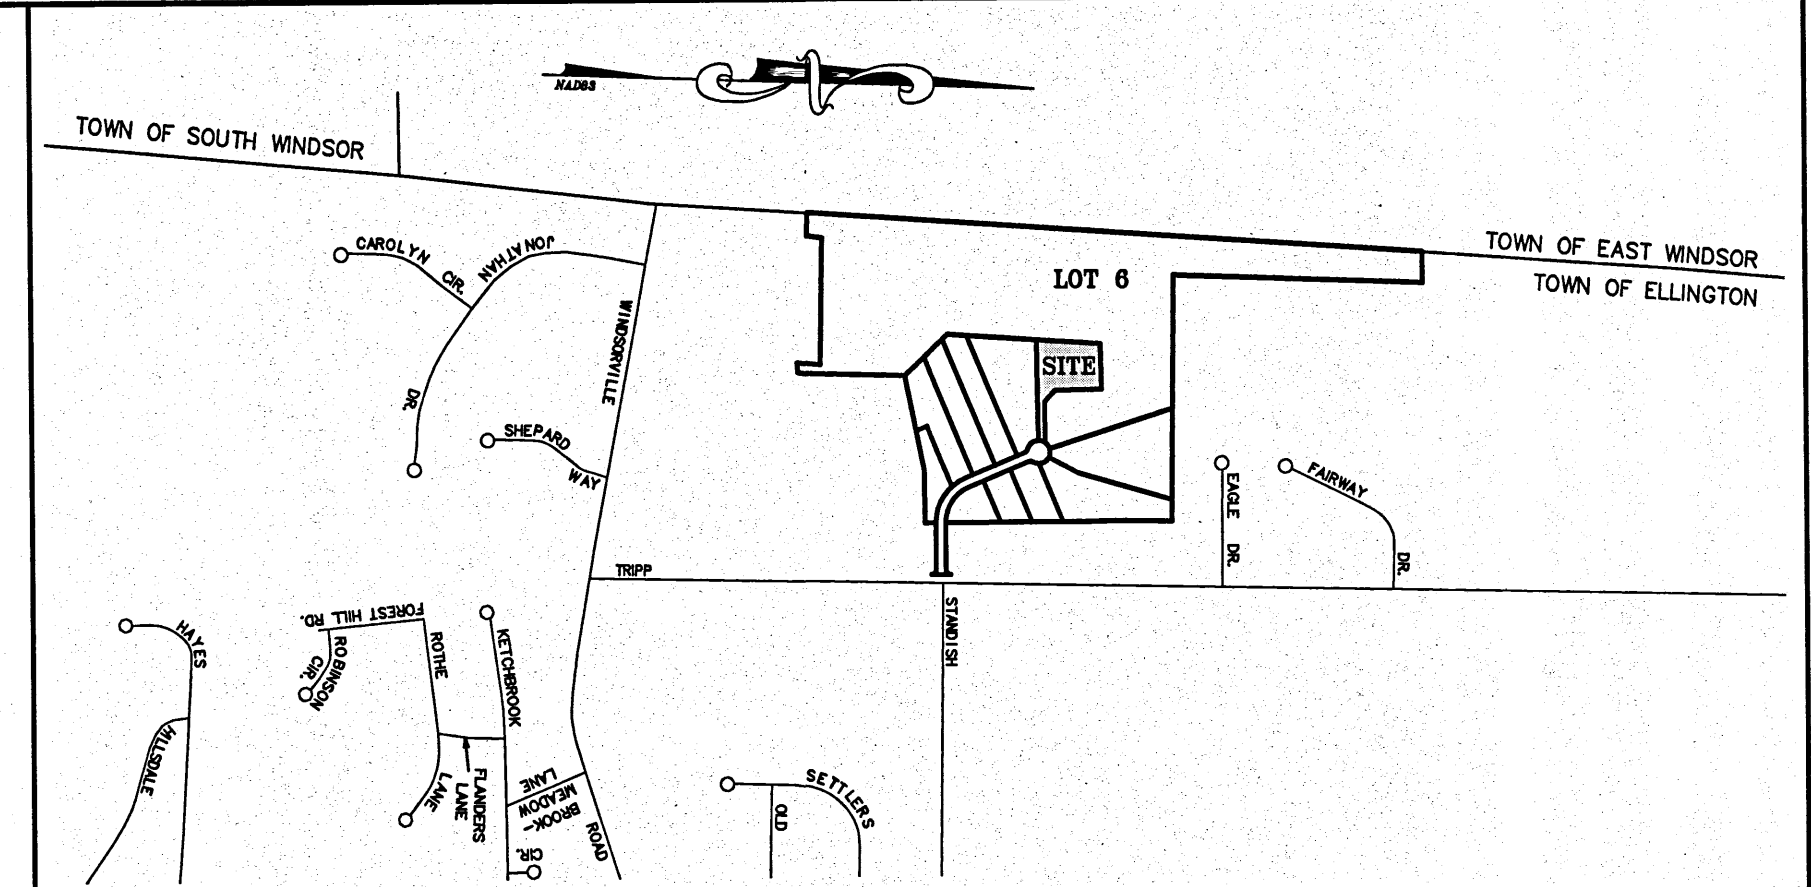 NAD83
TOWN OF SOUTH WINDSOR
TOWN OF EAST WINDSOR
TOWN OF ELLINGTON
LOT 6
SITE
CAROLYN CIR.
JONATHAN DR.
WINDSORVILLE ROAD
SHEPARD WAY
EAGLE DR.
FAIRWAY DR.
TRIPP
STANDISH
HAYES
HILLSDALE
FOREST HILL RD.
ROBINSON CIR.
ROTHE LANE
KETCHBROOK
FLANDERS
LANE
BROOK-
MEADOW
LANE
CIR.
OLD
SETTLERS